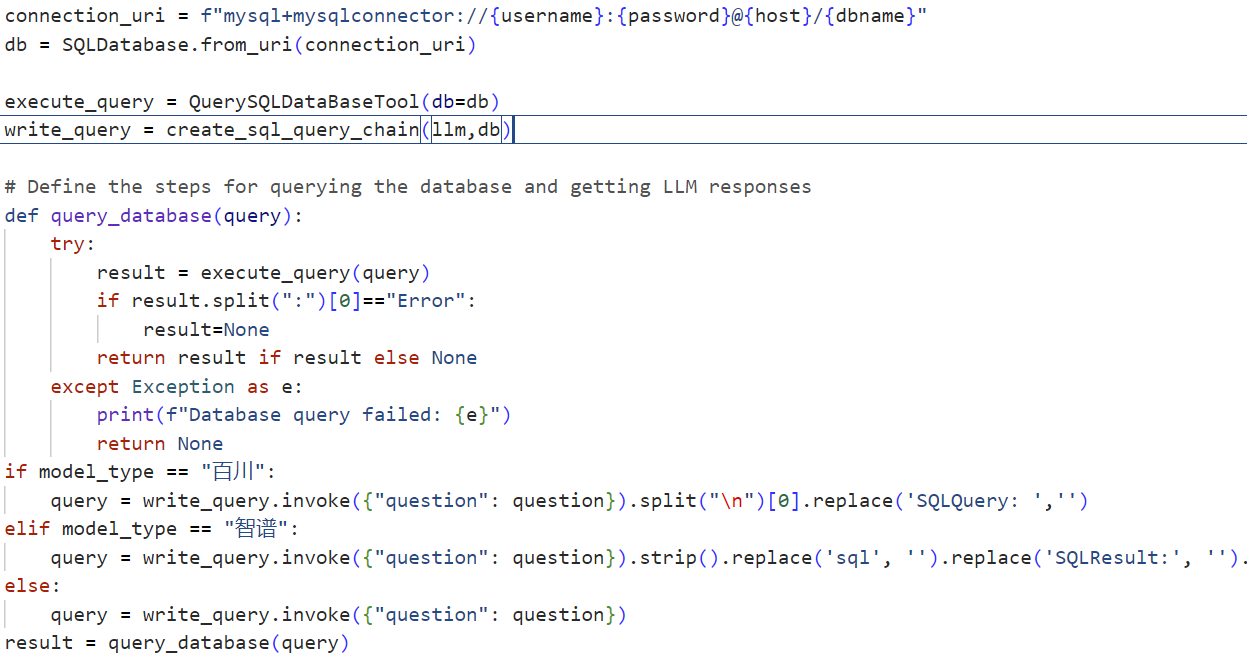 connection_uri = f"mysql+mysqlconnector://{username}:{password}@{host}/{dbname}"
db = SQLDatabase.from_uri(connection_uri)
execute_query = QuerySQLDataBaseTool(db=db)
write_query = create_sql_query_chain(llm,db)
# Define the steps for querying the database and getting LLM responses
def query_database(query):
    try:
        result = execute_query(query)
        if result.split(":")[0]=="Error":
            result=None
        return result if result else None
    except Exception as e:
        print(f"Database query failed: {e}")
        return None
if model_type == "百川":
    query = write_query.invoke({"question": question}).split("\n")[0].replace('SQLQuery: ','')
elif model_type == "智谱":
    query = write_query.invoke({"question": question}).strip().replace('sql', '').replace('SQLResult:', '').
else:
    query = write_query.invoke({"question": question})
result = query_database(query)